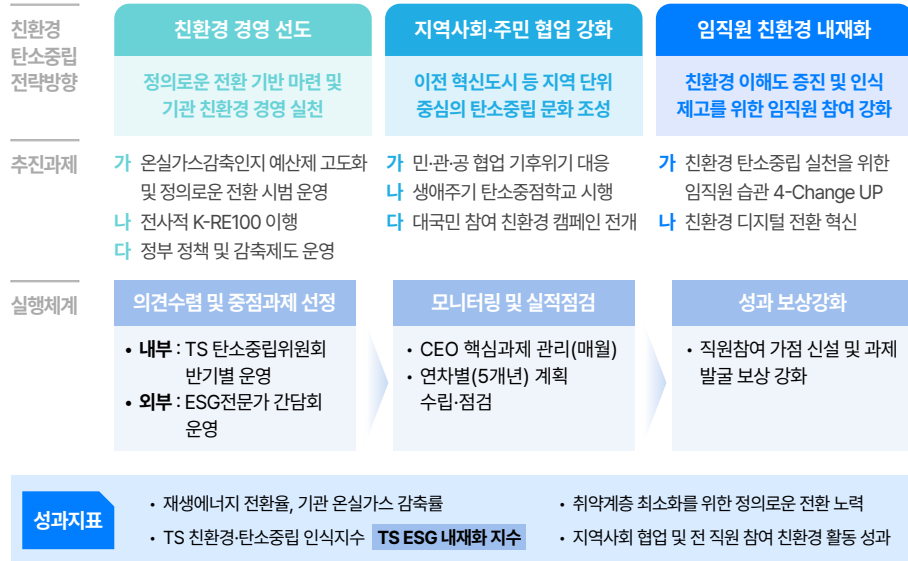 친환경
탄소중립
전략방향
친환경 경영 선도
정의로운 전환 기반 마련 및
기관 친환경 경영 실천
지역사회·주민 협업 강화
이전 혁신도시 등 지역 단위
중심의 탄소중립 문화 조성
임직원 친환경 내재화
친환경 이해도 증진 및 인식
제고를 위한 임직원 참여 강화
추진과제
가 온실가스감축인지 예산제 고도화
및 정의로운 전환 시범 운영
나 전사적 K-RE100 이행
다 정부 정책 및 감축제도 운영
가 민·관·공 협업 기후위기 대응
나 생애주기 탄소중점학교 시행
다 대국민 참여 친환경 캠페인 전개
가 친환경 탄소중립 실천을 위한
임직원 습관 4-Change UP
나 친환경 디지털 전환 혁신
실행체계
의견수렴 및 중점과제 선정
• 내부 : TS 탄소중립위원회
반기별 운영
• 외부 : ESG전문가 간담회
운영
모니터링 및 실적점검
• CEO 핵심과제 관리(매월)
• 연차별(5개년) 계획
수립·점검
성과 보상강화
• 직원참여 가점 신설 및 과제
발굴 보상 강화
성과지표
• 재생에너지 전환율, 기관 온실가스 감축률
• TS 친환경·탄소중립 인식지수 TS ESG 내재화 지수
• 취약계층 최소화를 위한 정의로운 전환 노력
• 지역사회 협업 및 전 직원 참여 친환경 활동 성과